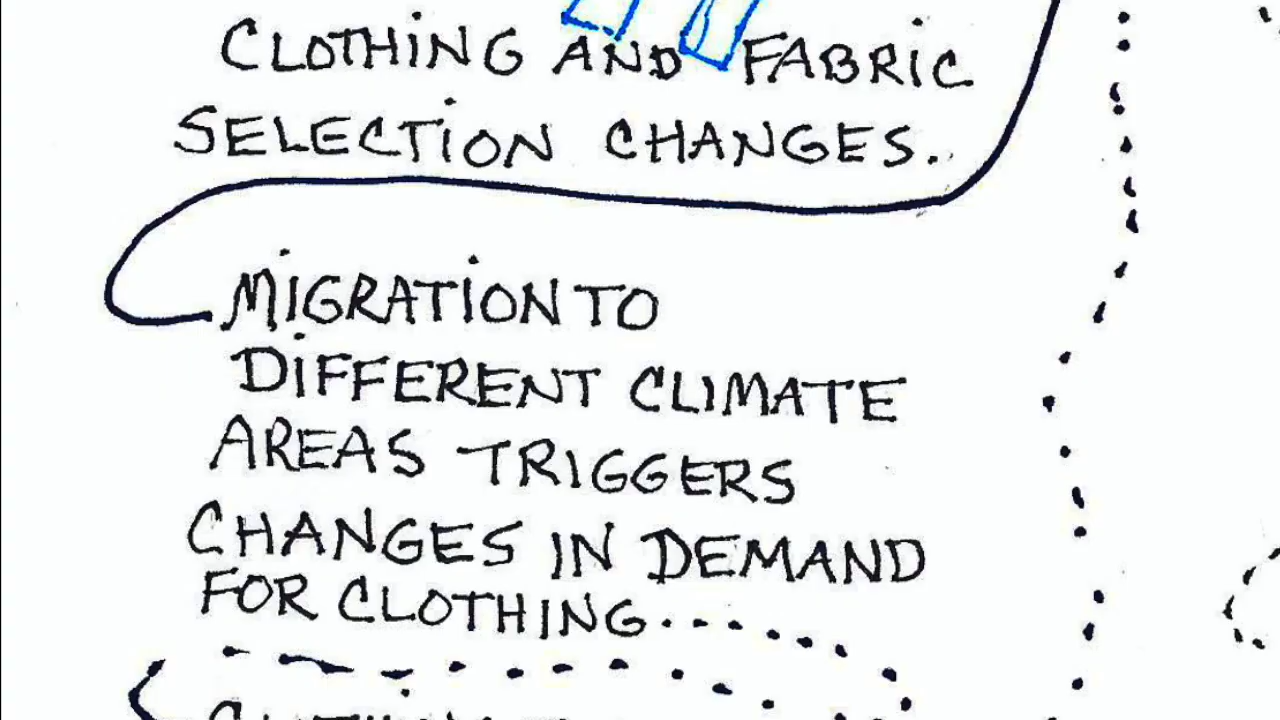 CLOTHING AND FABRIC
SELECTION CHANGES.
MIGRATION TO
DIFFERENT CLIMATE
AREAS TRIGGERS
CHANGES IN DEMAND
FOR CLOTHING